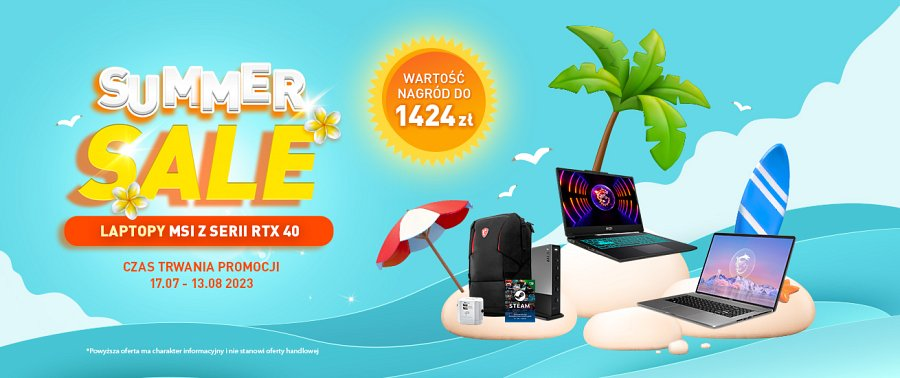 SUMMER
SALE
LAPTOPY MSI Z SERII RTX 40
CZAS TRWANIA PROMOCJI
17.07 - 13.08 2023
WARTOŚĆ
NAGRÓD DO
1424 zł
STEAM
*Powyższa oferta ma charakter informacyjny i nie stanowi oferty handlowej